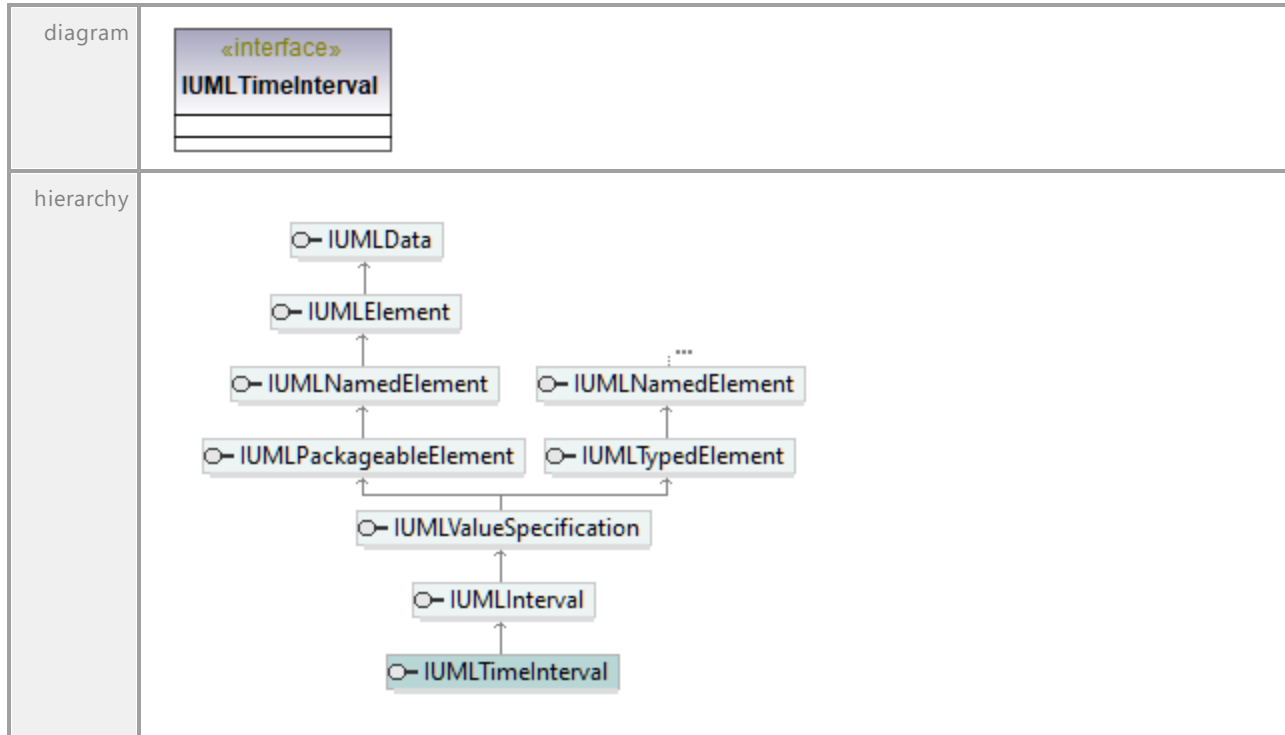 diagram
«interface»
IUMLTimeInterval
hierarchy
IUMLData
IUMLElement
...
IUMLNamedElement IUMLNamedElement
IUMLPackageableElement IUMLTypedElement
IUMLValueSpecification
IUMLInterval
IUMLTimeInterval